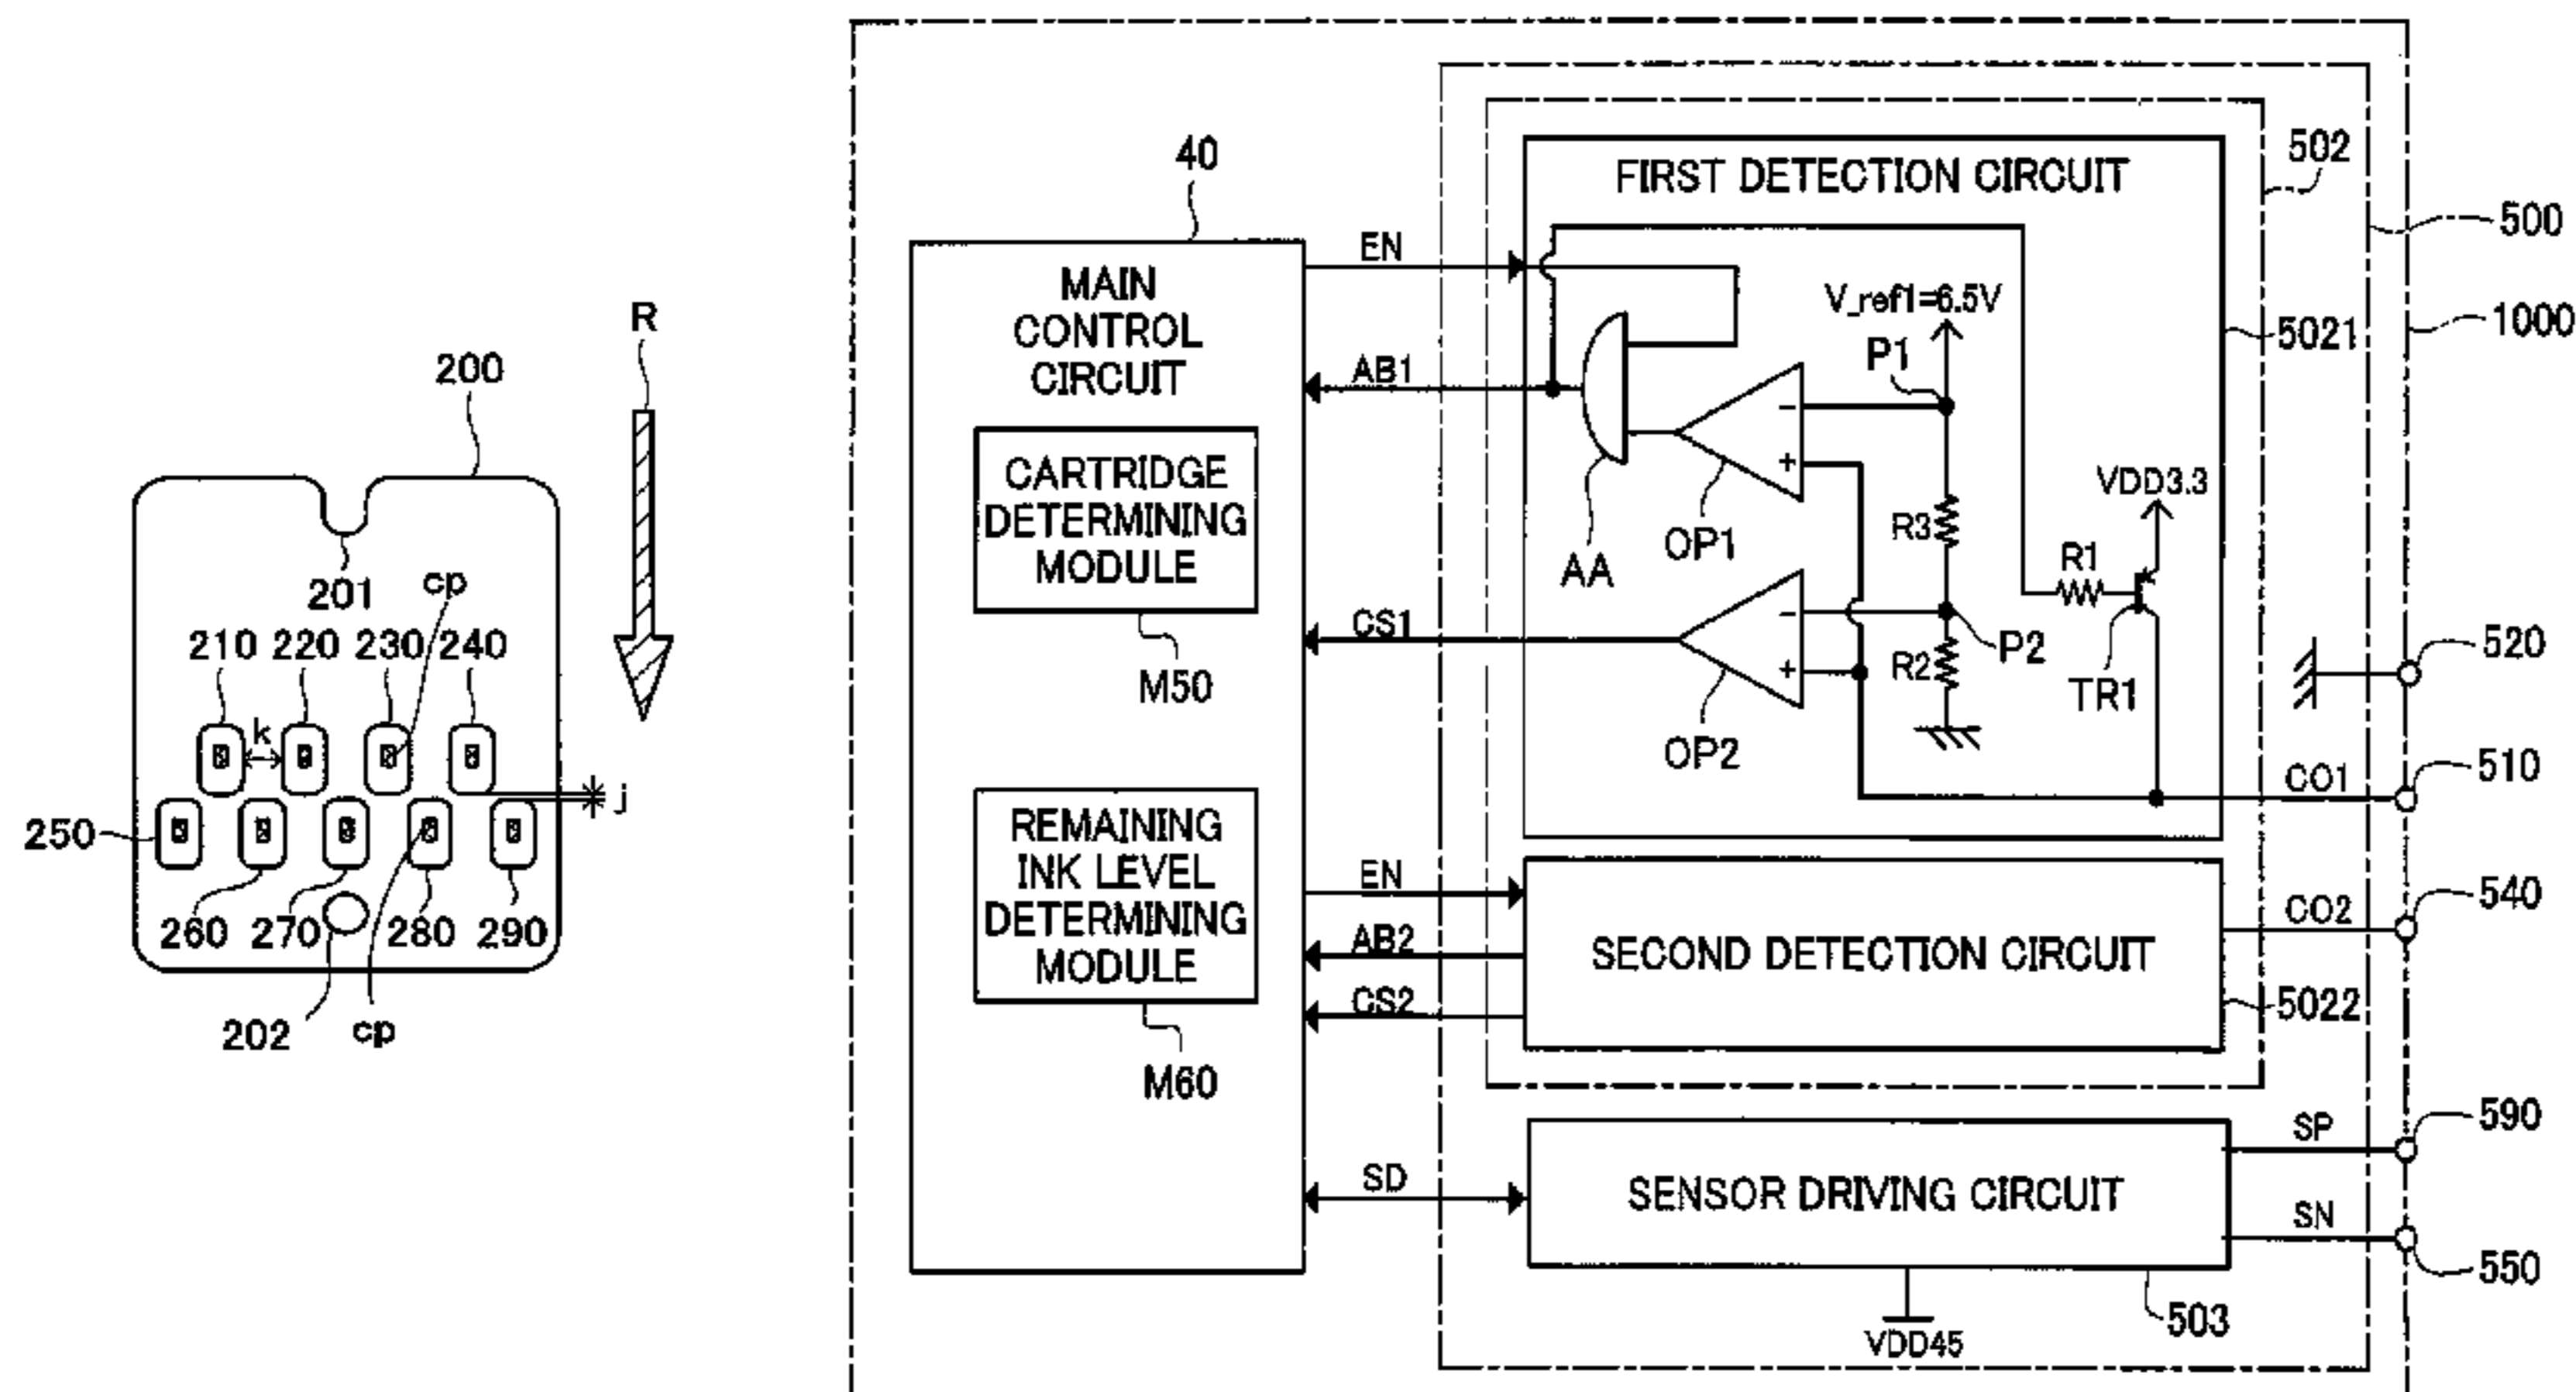 200
R
201
cp
210
220
230
240
k
j
250
260
270
280
290
202
cp
40
MAIN
CONTROL
CIRCUIT
CARTRIDGE
DETERMINING
MODULE
M50
REMAINING
INK LEVEL
DETERMINING
MODULE
M60
EN
AB1
CS1
EN
AB2
CS2
SD
FIRST DETECTION CIRCUIT
V_ref1=6.5V
P1
-
+
OP1
AA
R3
VDD3.3
R1
TR1
-
+
OP2
R2
P2
CO1
SECOND DETECTION CIRCUIT
CO2
SENSOR DRIVING CIRCUIT
SP
SN
VDD45
502
500
5021
1000
520
510
540
5022
590
550
503